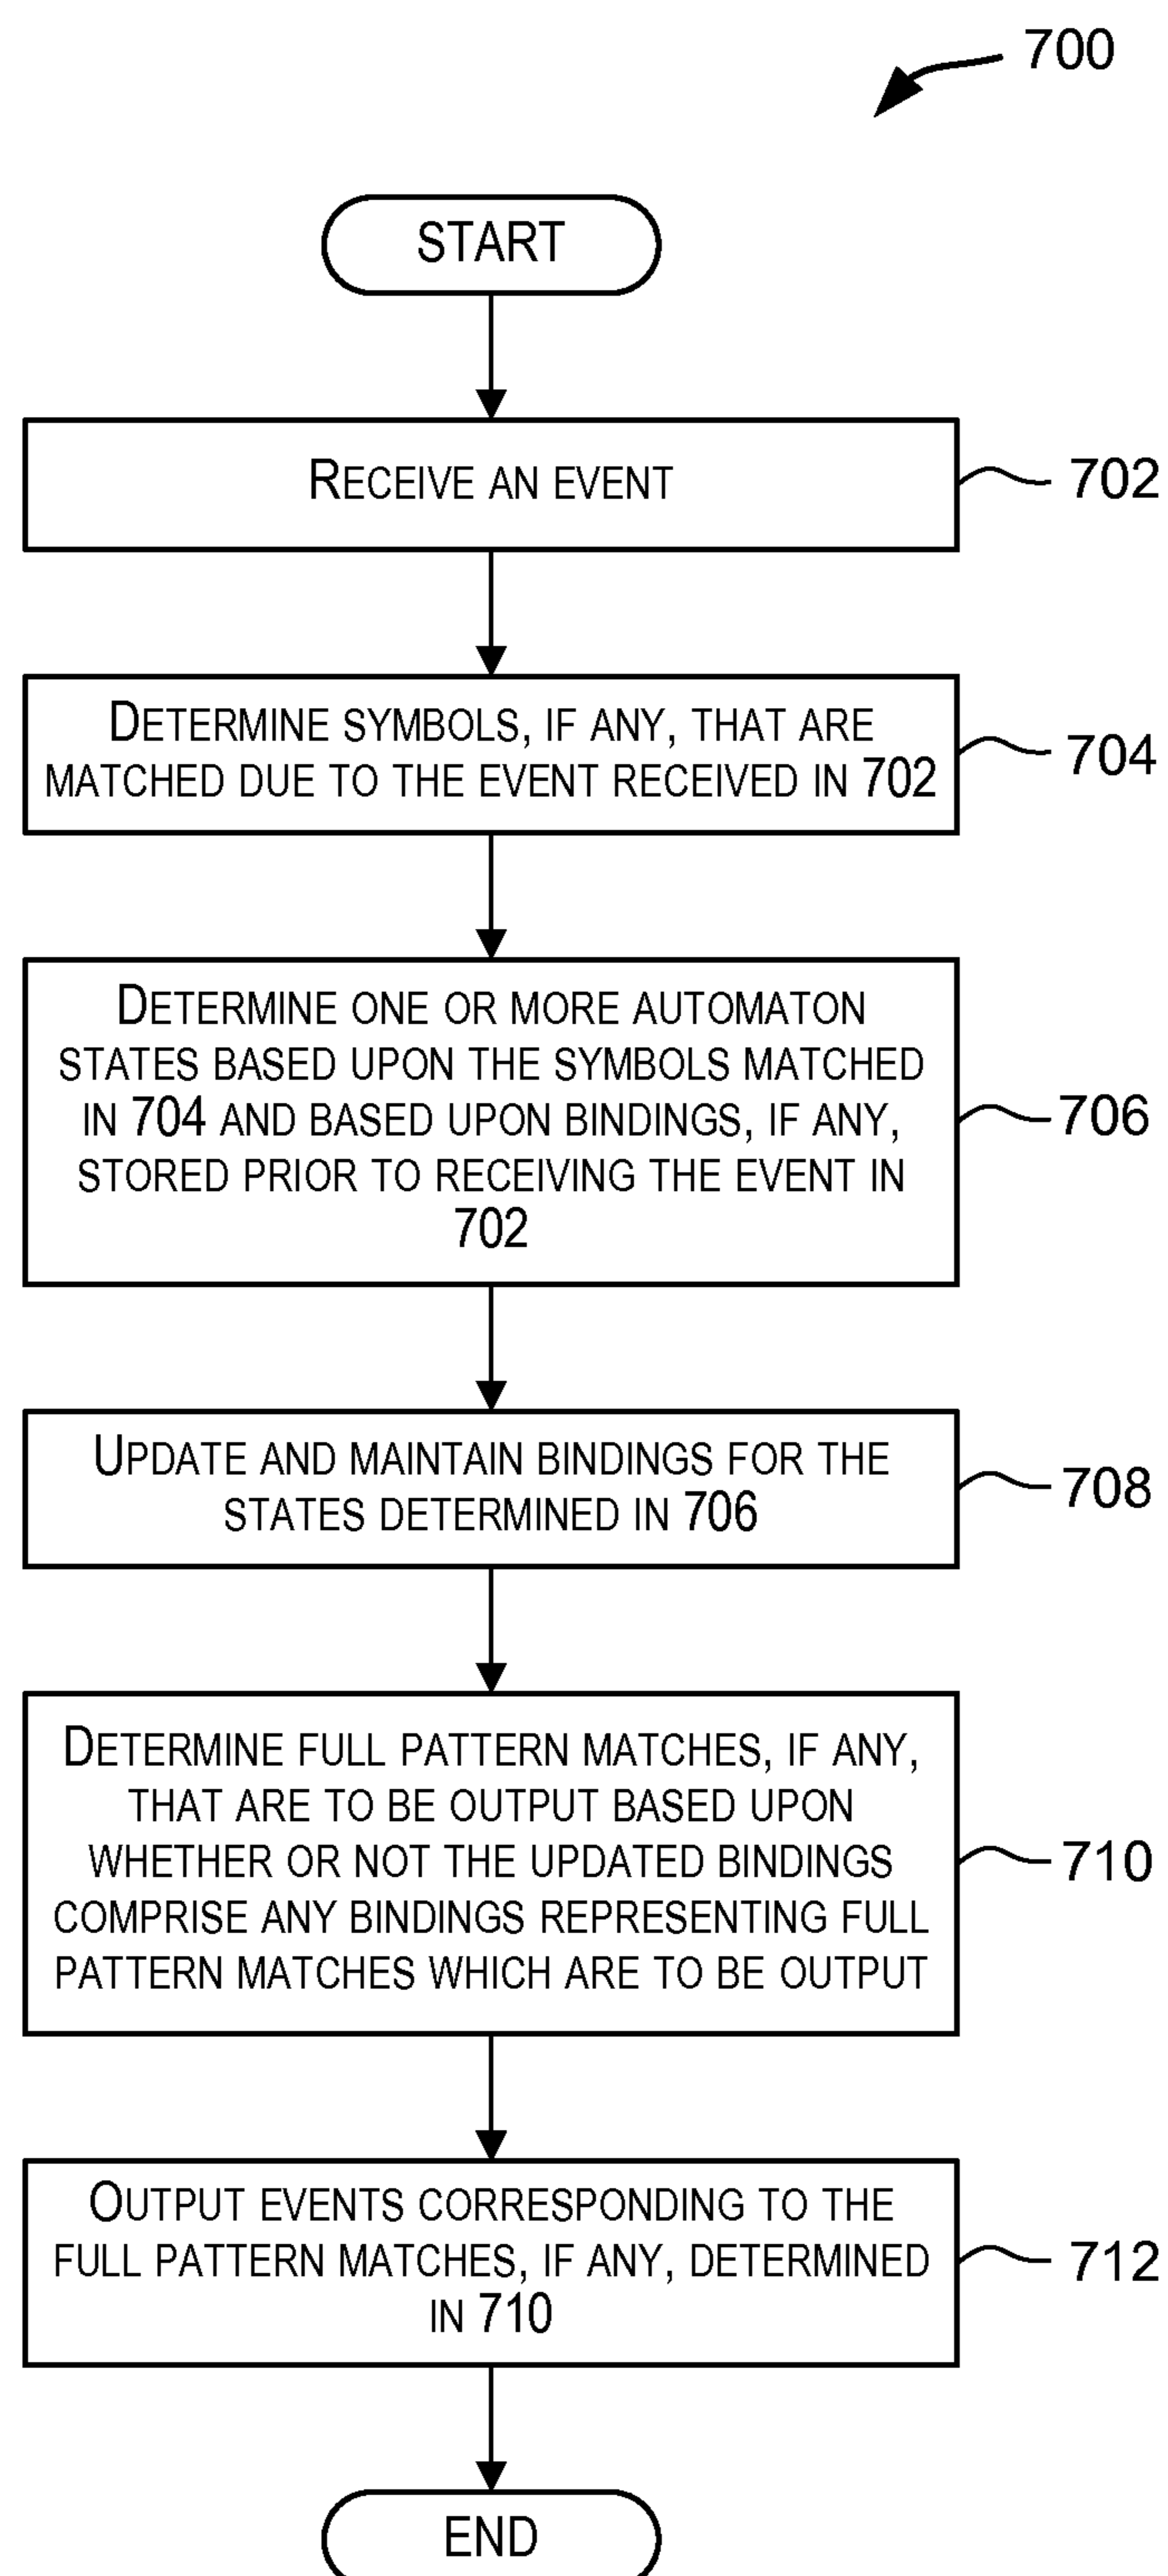 700
START
RECEIVE AN EVENT
702
DETERMINE SYMBOLS, IF ANY, THAT ARE
MATCHED DUE TO THE EVENT RECEIVED IN 702
704
DETERMINE ONE OR MORE AUTOMATON
STATES BASED UPON THE SYMBOLS MATCHED
IN 704 AND BASED UPON BINDINGS, IF ANY,
STORED PRIOR TO RECEIVING THE EVENT IN
702
706
UPDATE AND MAINTAIN BINDINGS FOR THE
STATES DETERMINED IN 706
708
DETERMINE FULL PATTERN MATCHES, IF ANY,
THAT ARE TO BE OUTPUT BASED UPON
WHETHER OR NOT THE UPDATED BINDINGS
COMPRISE ANY BINDINGS REPRESENTING FULL
PATTERN MATCHES WHICH ARE TO BE OUTPUT
710
OUTPUT EVENTS CORRESPONDING TO THE
FULL PATTERN MATCHES, IF ANY, DETERMINED
IN 710
712
END